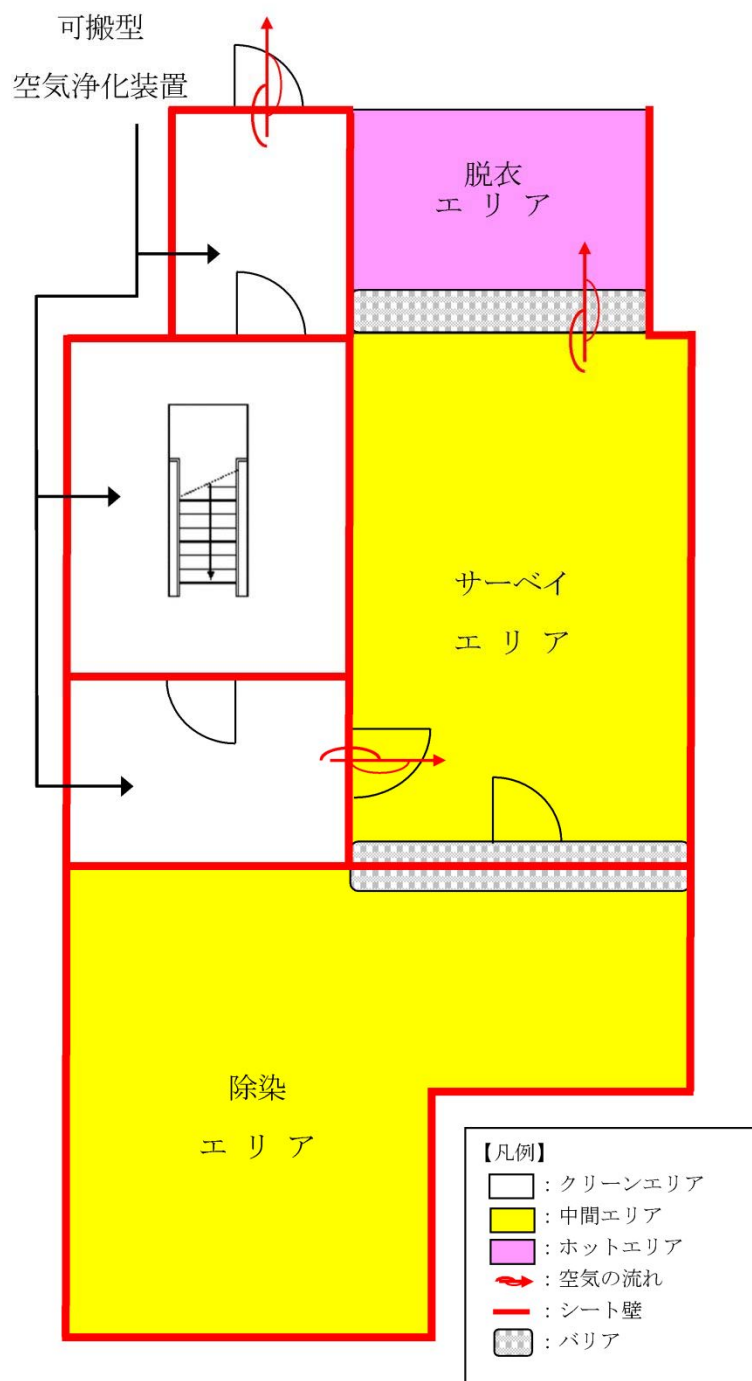 可搬型
空気浄化装置
脱衣
エ リ ア
サーベイ
エ リ ア
除染
エ リ ア
【凡例】
：クリーンエリア
：中間エリア
：ホットエリア
：空気の流れ
：シート壁
：バリア